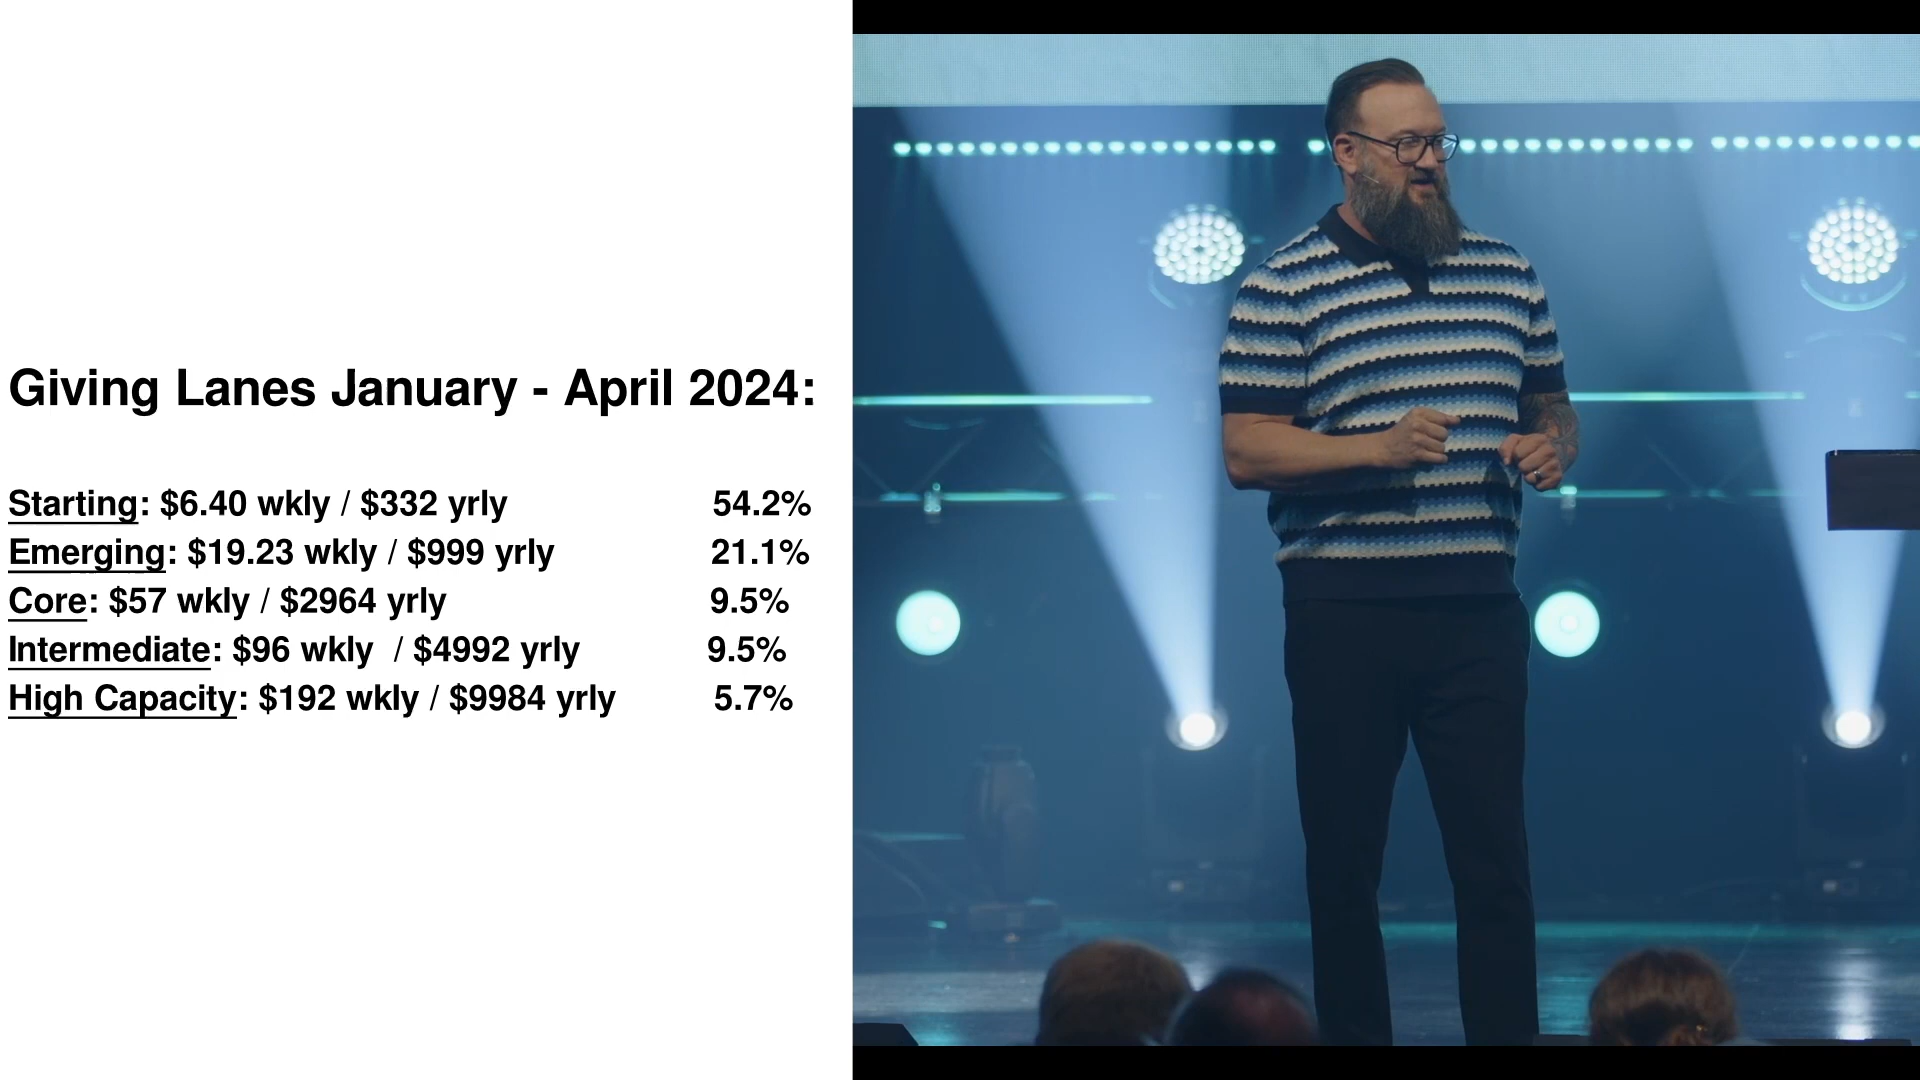 Giving Lanes January - April 2024:
Starting: $6.40 wkly / $332 yrly 54.2%
Emerging: $19.23 wkly / $999 yrly 21.1%
Core: $57 wkly / $2964 yrly 9.5%
Intermediate: $96 wkly / $4992 yrly 9.5%
High Capacity: $192 wkly / $9984 yrly 5.7%